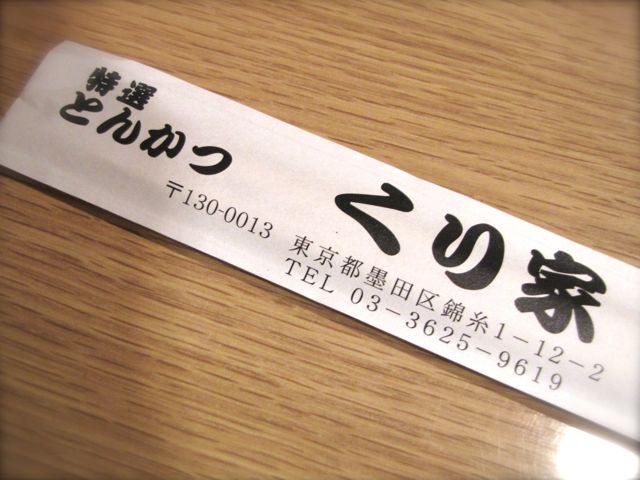 特選
とんかつ
くり家
〒130-0013
東京都墨田区錦糸1-12-2
TEL 03-3625-9619